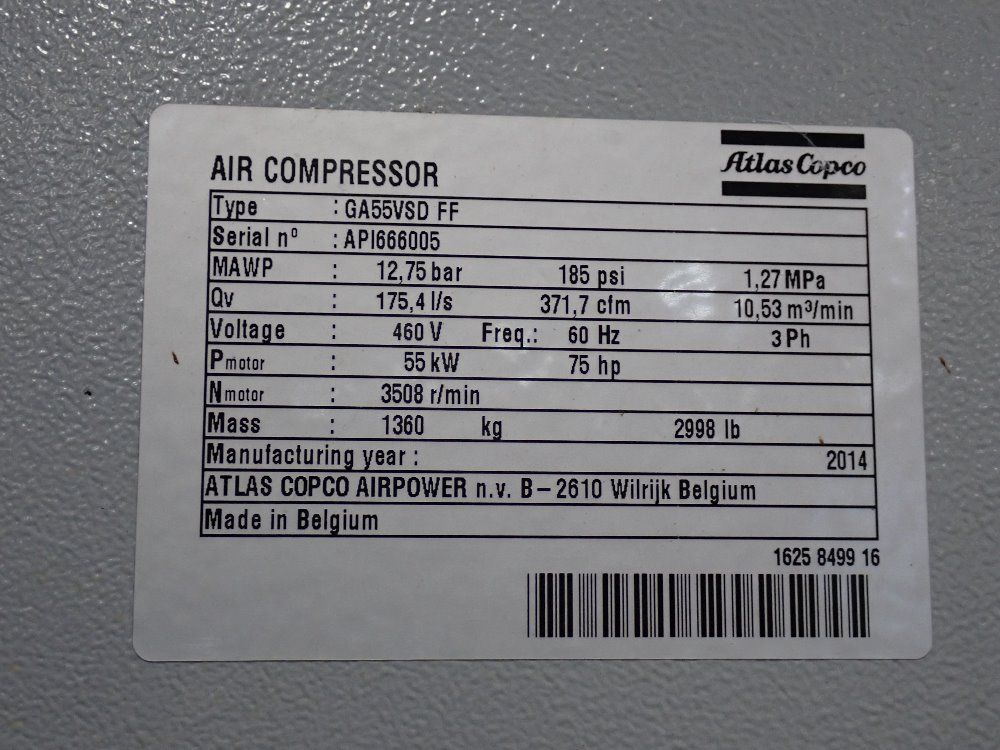 Atlas Copco
AIR COMPRESSOR
Type : GA55VSD FF
Serial nº : API666005
MAWP : 12,75 bar 185 psi 1,27 MPa
Qv : 175,4 l/s 371,7 cfm 10,53 m³/min
Voltage : 460 V Freq.: 60 Hz 3 Ph
Pmotor : 55 kW 75 hp
Nmotor : 3508 r/min
Mass : 1360 kg 2998 lb
Manufacturing year : 2014
ATLAS COPCO AIRPOWER n.v. B–2610 Wilrijk Belgium
Made in Belgium
1625 8499 16